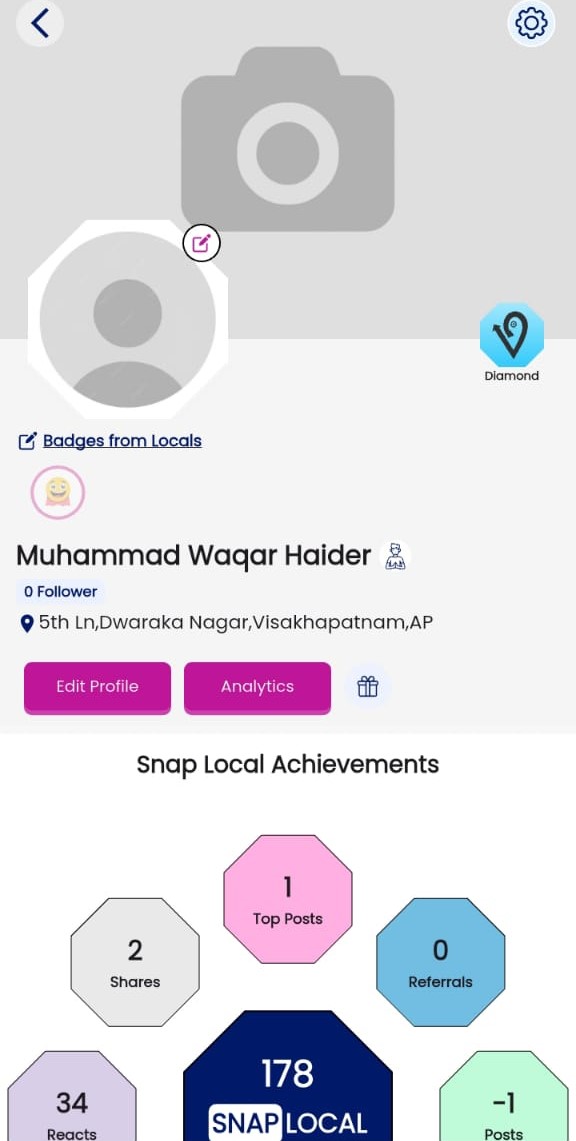 Diamond
Badges from Locals
Muhammad Waqar Haider
0 Follower
5th Ln,Dwaraka Nagar,Visakhapatnam,AP
Edit Profile
Analytics
Snap Local Achievements
1
Top Posts
2
Shares
0
Referrals
178
SNAP LOCAL
34
Reacts
-1
Posts